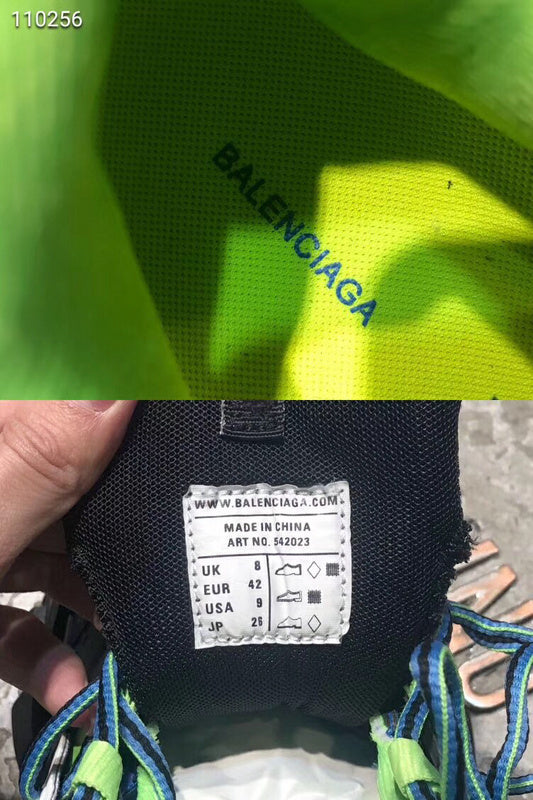 110256
BALENCIAGA
WWW.BALENCIAGA.COM
MADE IN CHINA
ART NO. 542023
UK 8
EUR 42
USA 9
JP 26